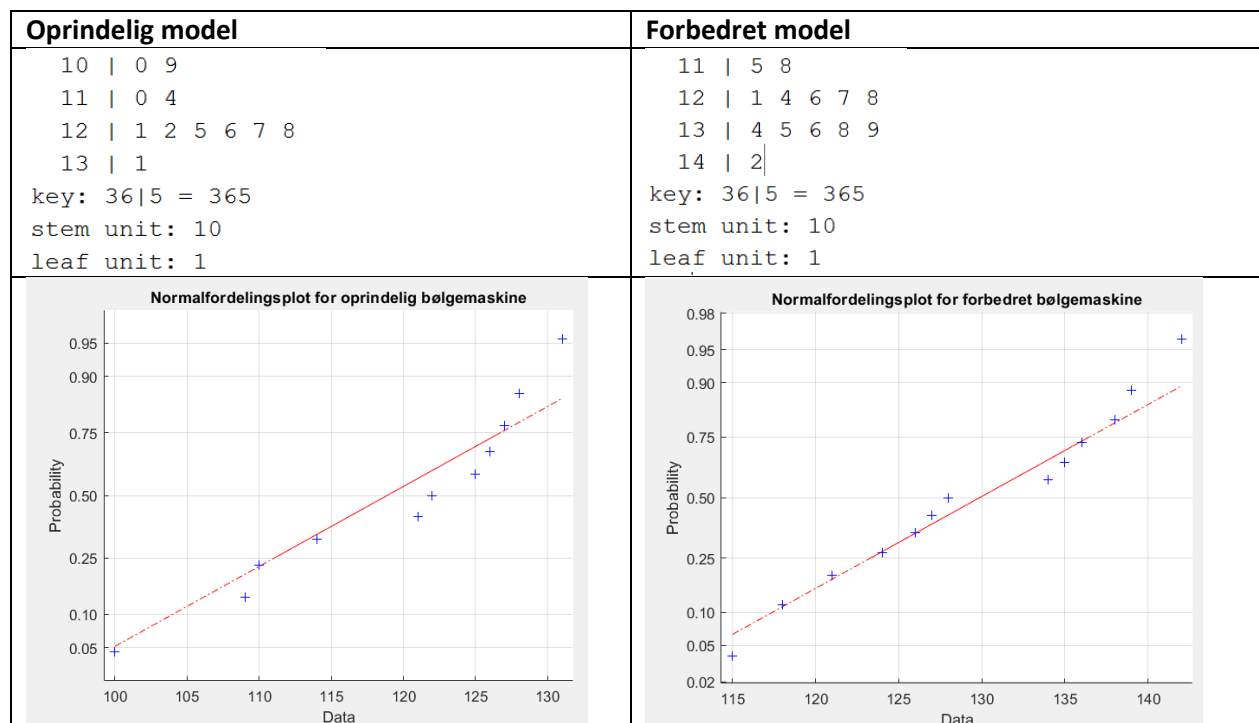 Oprindelig model
10 | 0 9
11 | 0 4
12 | 1 2 5 6 7 8
13 | 1
key: 36|5 = 365
stem unit: 10
leaf unit: 1
Forbedret model
11 | 5 8
12 | 1 4 6 7 8
13 | 4 5 6 8 9
14 | 2
key: 36|5 = 365
stem unit: 10
leaf unit: 1
Normalfordelingsplot for oprindelig bølgemaskine
0.95
0.90
0.75
0.50
0.25
0.10
0.05
Probability
100 105 110 115 120 125 130
Data
Normalfordelingsplot for forbedret bølgemaskine
0.98
0.95
0.90
0.75
0.50
0.25
0.10
0.05
0.02
Probability
115 120 125 130 135 140
Data